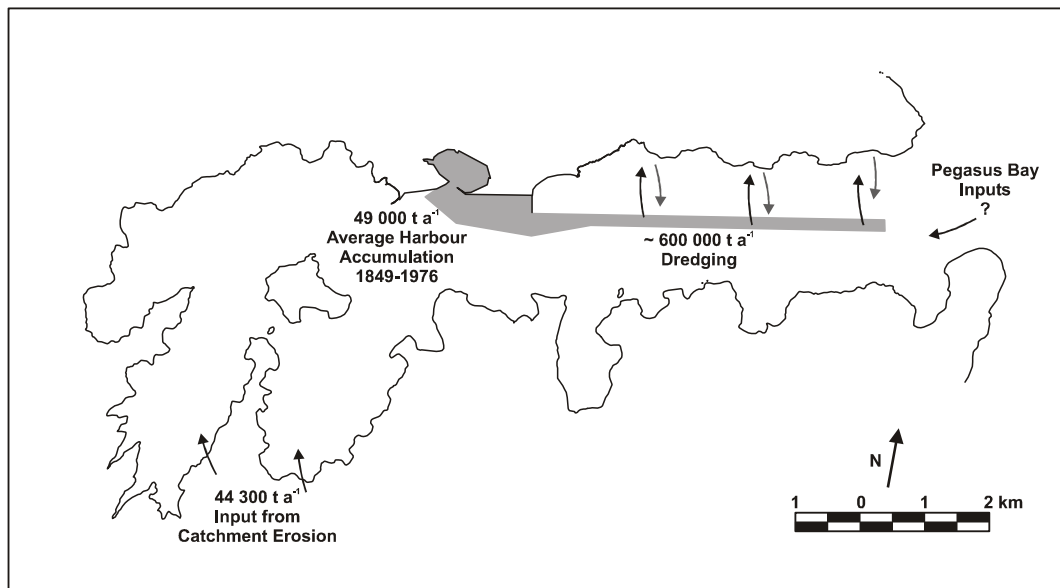 Pegasus Bay
Inputs
?
49 000 t a⁻¹
Average Harbour
Accumulation
1849-1976
~ 600 000 t a⁻¹
Dredging
N
44 300 t a⁻¹
Input from
Catchment Erosion
1 0 1 2 km